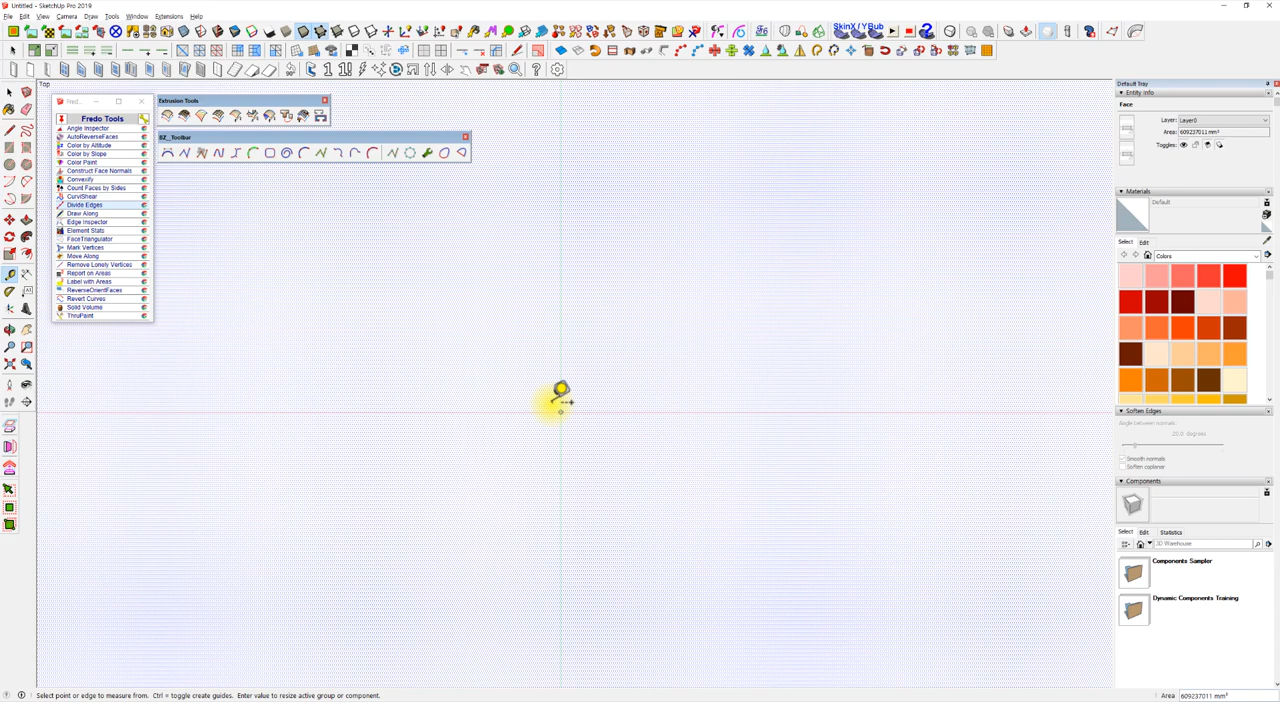 Untitled - SketchUp Pro 2019
File Edit View Camera Draw Tools Window Extensions Help
SkinX/YBub
Top
Fred...
Fredo Tools
Angle Inspector
AutoReverseFaces
Color by Altitude
Color by Slope
Color Paint
Construct Face Normals
Convexify
Count Faces by Sides
CurviShear
Divide Edges
Draw Along
Edge Inspector
Element Stats
FaceTriangulator
Mark Vertices
Move Along
Remove Lonely Vertices
Report on Areas
Label with Areas
ReverseOrientFaces
Revert Curves
Solid Volume
ThruPaint
Extrusion Tools
BZ__Toolbar
Default Tray
Entity Info
Face
Layer: Layer0
Area: 609237011 mm²
Toggles:
Materials
Default
Select Edit
Colors
Soften Edges
Angle between normals:
20.0 degrees
Smooth normals
Soften coplanar
Components
Select Edit Statistics
3D Warehouse
Components Sampler
Dynamic Components Training
Select point or edge to measure from. Ctrl = toggle create guides. Enter value to resize active group or component.
Area 609237011 mm²